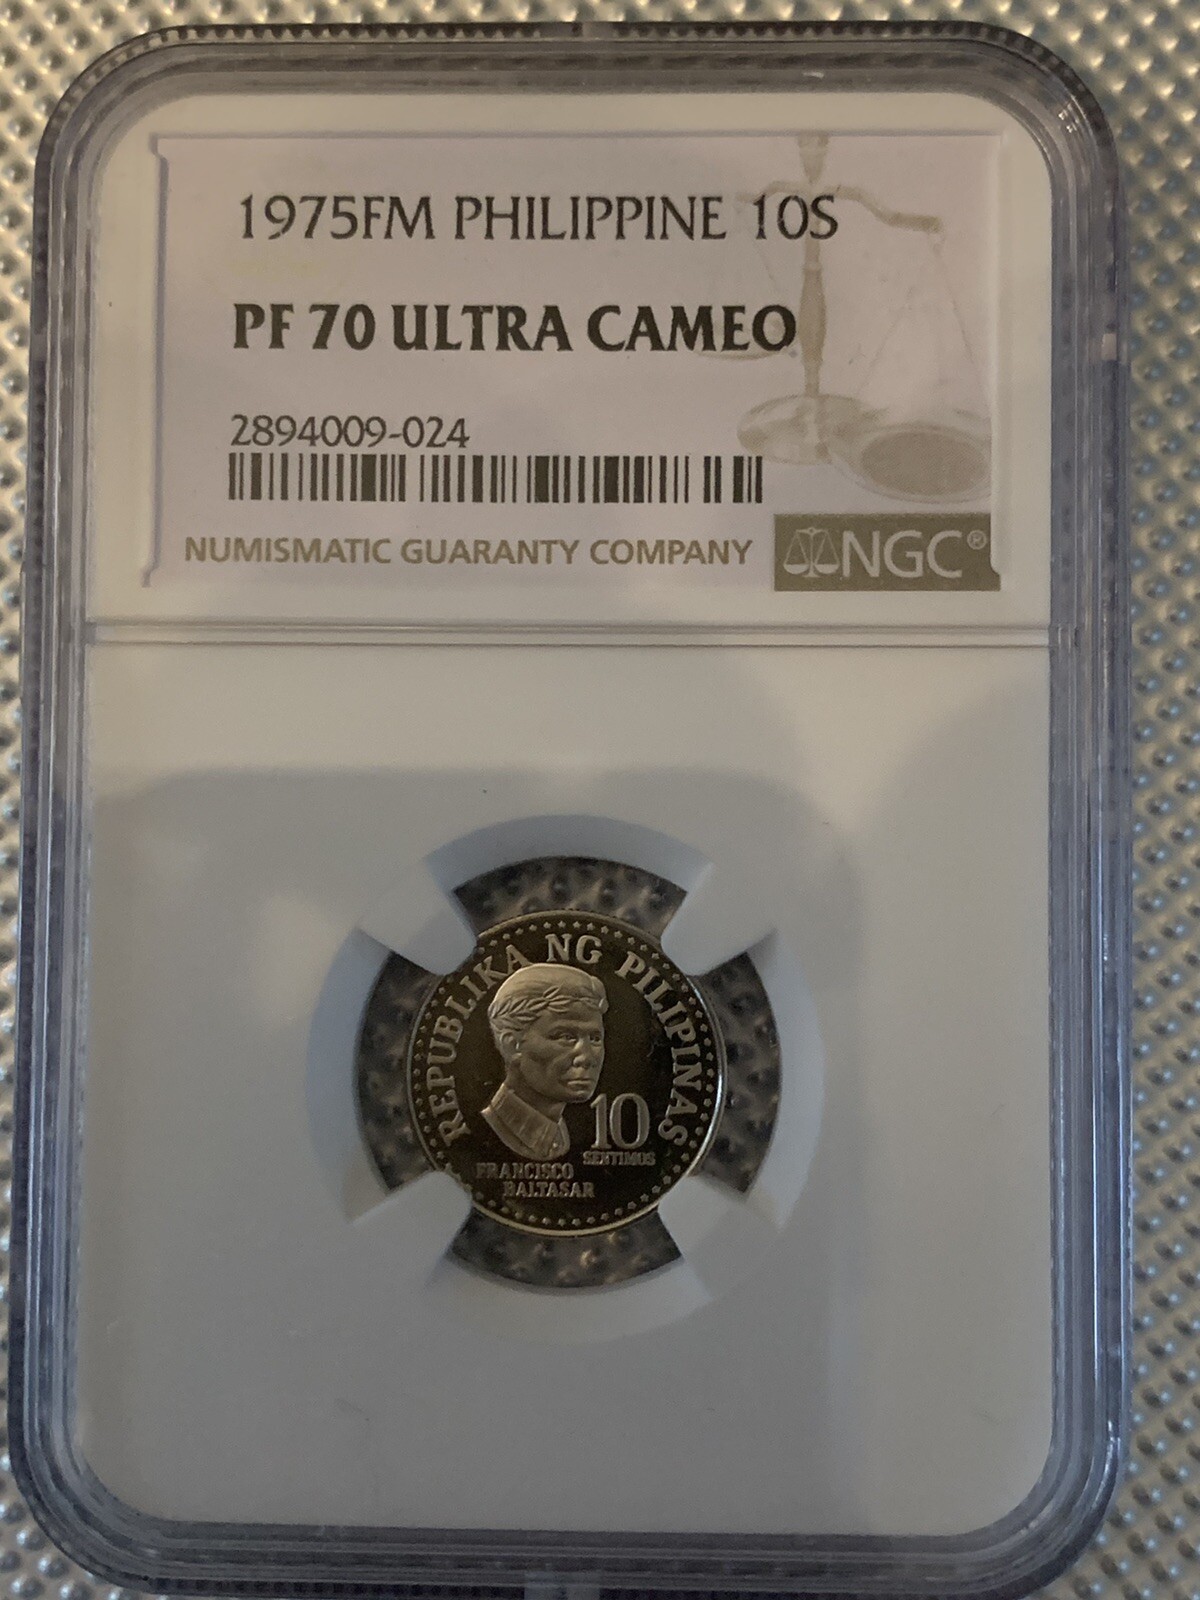 1975FM PHILIPPINE 10S
PF 70 ULTRA CAMEO
2894009-024
NUMISMATIC GUARANTY COMPANY
NGC®
REPUBLIKA NG PILIPINAS
10
SENTIMOS
FRANCISCO
BALTASAR